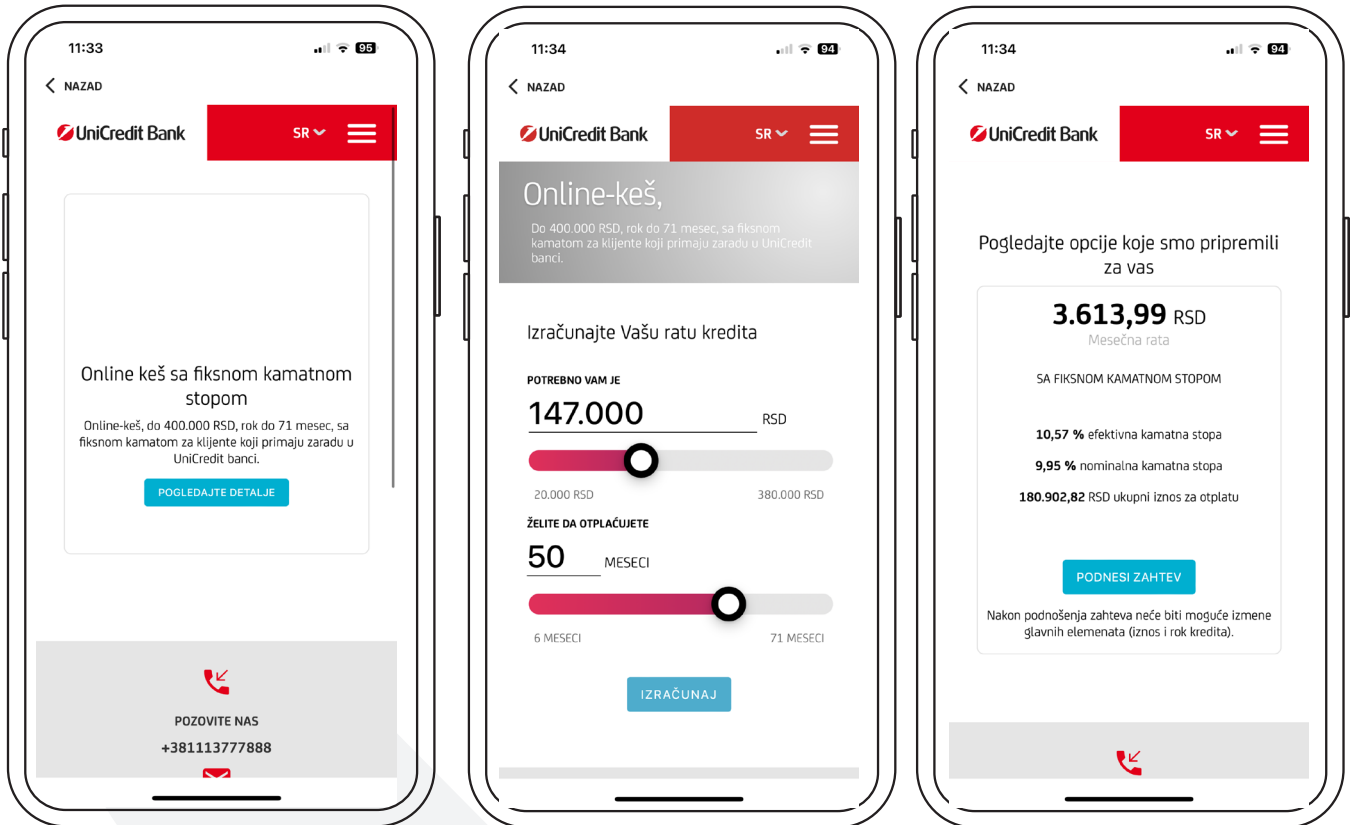 11:33
95
NAZAD
UniCredit Bank
SR
Online keš sa fiksnom kamatnom
stopom
Online-keš, do 400.000 RSD, rok do 71 mesec, sa
fiksnom kamatom za klijente koji primaju zaradu u
UniCredit banci.
POGLEDAJTE DETALJE
POZOVITE NAS
+381113777888
11:34
94
NAZAD
UniCredit Bank
SR
Online-keš,
Do 400.000 RSD, rok do 71 mesec, sa fiksnom
kamatom za klijente koji primaju zaradu u UniCredit
banci.
Izračunajte Vašu ratu kredita
POTREBNO VAM JE
147.000 RSD
20.000 RSD 380.000 RSD
ŽELITE DA OTPLAĆUJETE
50 MESECI
6 MESECI 71 MESECI
IZRAČUNAJ
11:34
94
NAZAD
UniCredit Bank
SR
Pogledajte opcije koje smo pripremili
za vas
3.613,99 RSD
Mesečna rata
SA FIKSNOM KAMATNOM STOPOM
10,57 % efektivna kamatna stopa
9,95 % nominalna kamatna stopa
180.902,82 RSD ukupni iznos za otplatu
PODNESI ZAHTEV
Nakon podnošenja zahteva neće biti moguće izmene
glavnih elemenata (iznos i rok kredita).